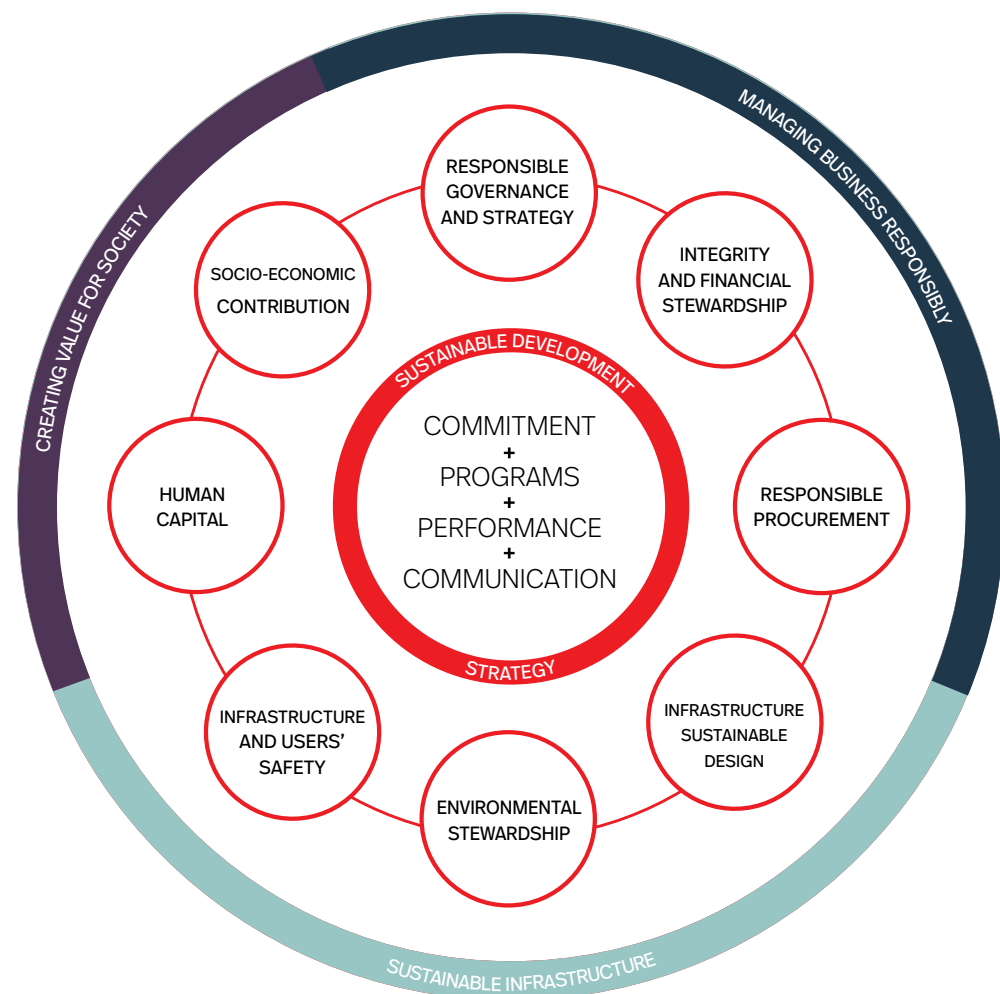 CREATING VALUE FOR SOCIETY
MANAGING BUSINESS RESPONSIBLY
RESPONSIBLE
GOVERNANCE
AND STRATEGY
SOCIO-ECONOMIC
CONTRIBUTION
INTEGRITY
AND FINANCIAL
STEWARDSHIP
SUSTAINABLE DEVELOPMENT
COMMITMENT
+
PROGRAMS
+
PERFORMANCE
+
COMMUNICATION
STRATEGY
HUMAN
CAPITAL
RESPONSIBLE
PROCUREMENT
INFRASTRUCTURE
AND USERS’
SAFETY
INFRASTRUCTURE
SUSTAINABLE
DESIGN
ENVIRONMENTAL
STEWARDSHIP
SUSTAINABLE INFRASTRUCTURE